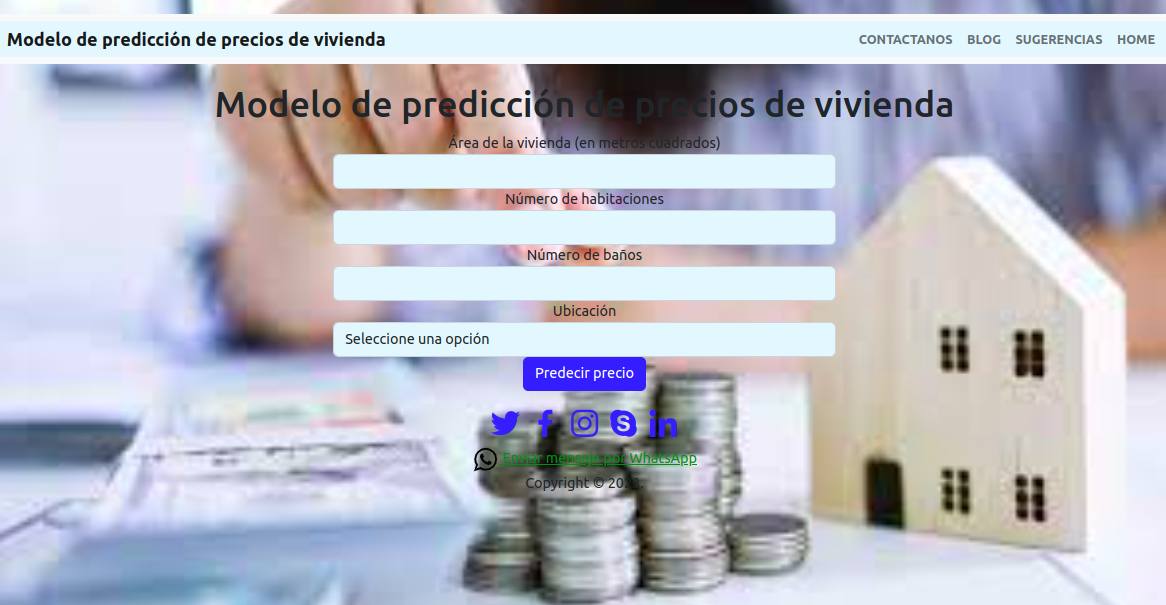 Modelo de predicción de precios de vivienda
CONTACTANOS BLOG SUGERENCIAS HOME
Modelo de predicción de precios de vivienda
Área de la vivienda (en metros cuadrados)
Número de habitaciones
Número de baños
Ubicación
Seleccione una opción
Predecir precio
Enviar mensaje por WhatsApp
Copyright ©